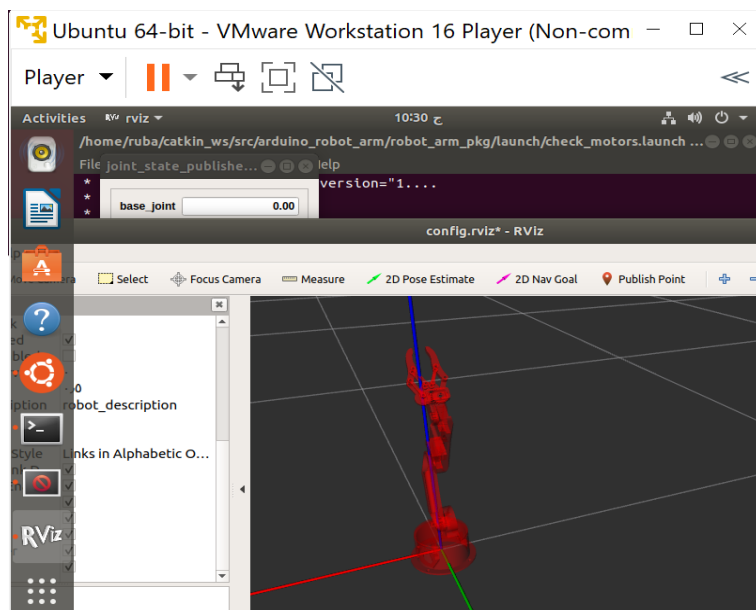 Ubuntu 64-bit - VMware Workstation 16 Player (Non-com
Player
Activities
RViz
rviz
10:30 ح
/home/ruba/catkin_ws/src/arduino_robot_arm/robot_arm_pkg/launch/check_motors.launch ...
File
joint_state_publishe...
elp
*
version="1....
*
*
base_joint
0.00
config.rviz* - RViz
Select
Focus Camera
Measure
2D Pose Estimate
2D Nav Goal
Publish Point
robot_description
Style
Links in Alphabetic O...
RViz